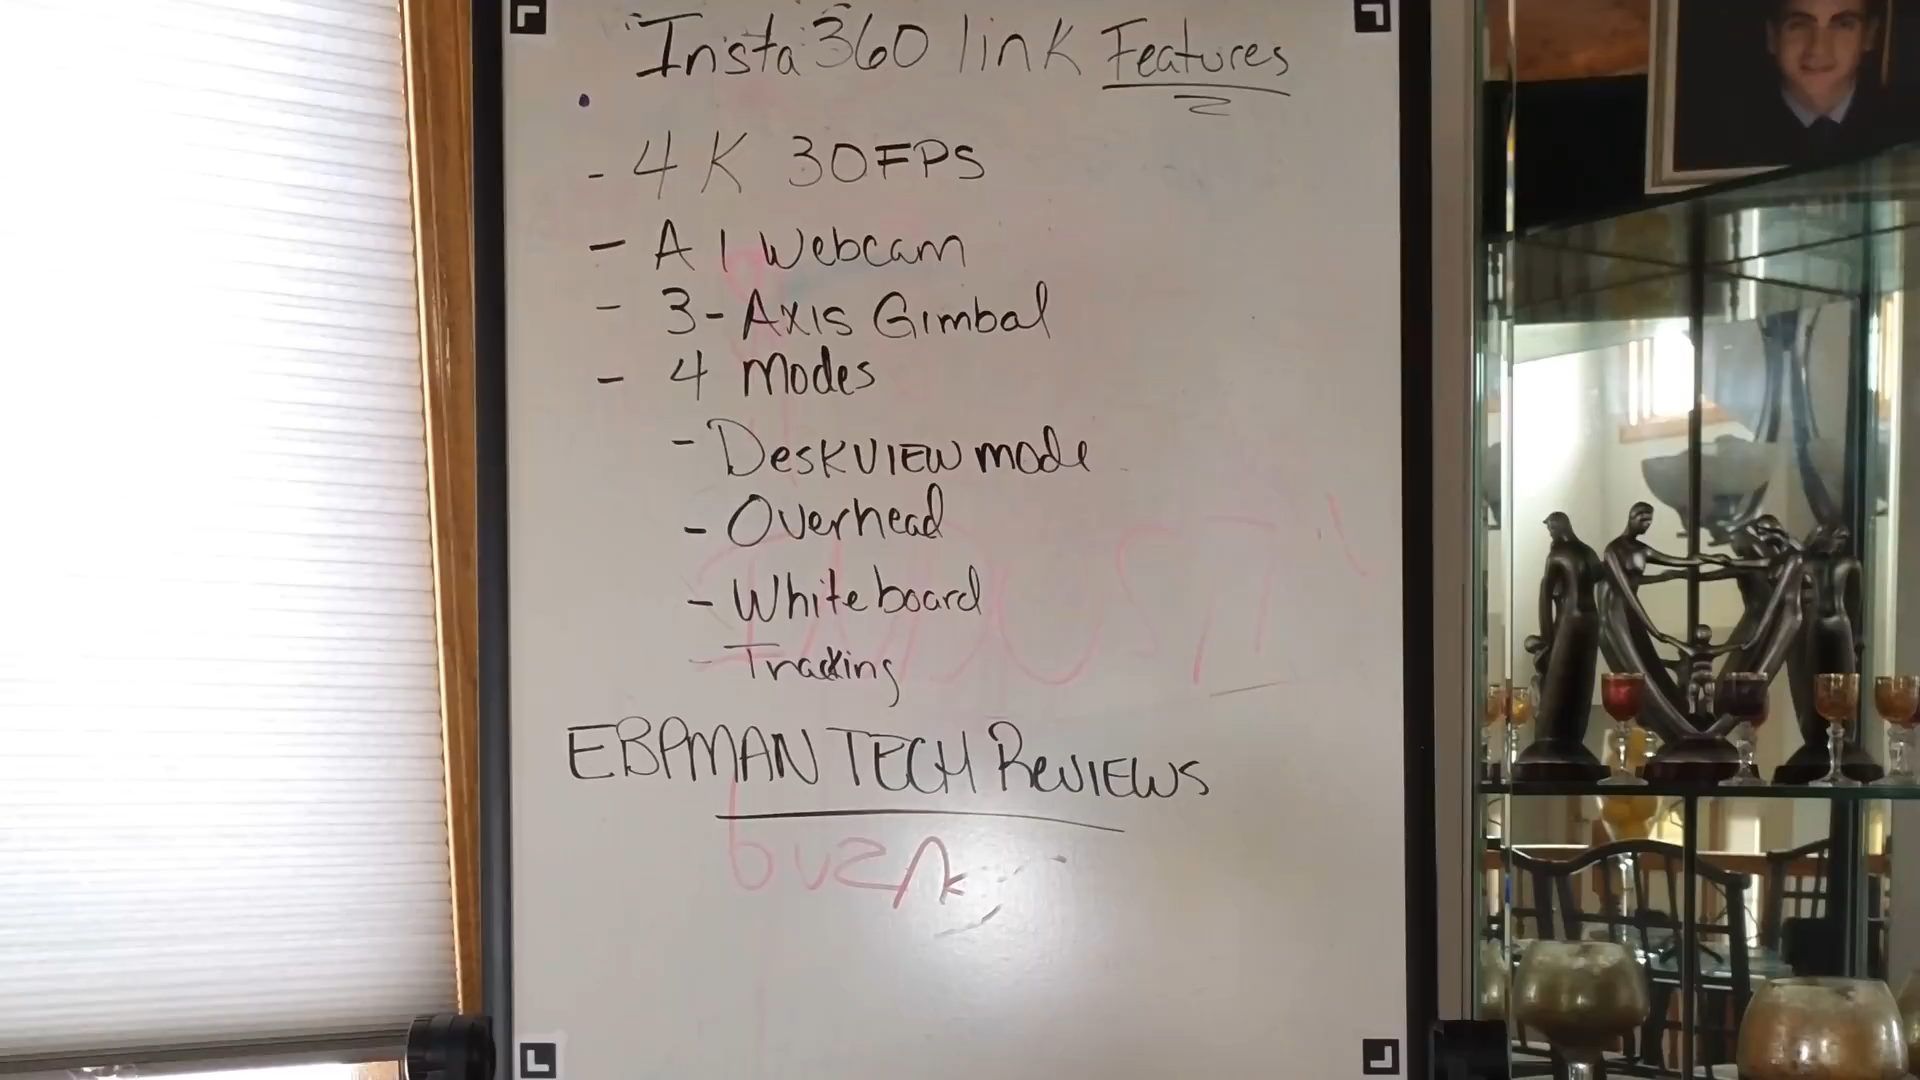 Insta 360 link Features
- 4K 30FPS
- AI Webcam
- 3-Axis Gimbal
- 4 Modes
- DeskVIEW mode
- Overhead
- Whiteboard
- Tracking
EBPMAN TECH ReVIEWS